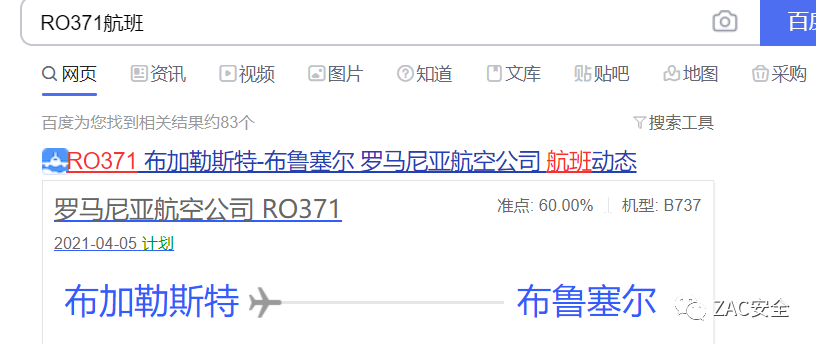 RO371航班
百度
网页 资讯 视频 图片 知道 文库 贴吧 地图 采购
百度为您找到相关结果约83个 搜索工具
RO371 布加勒斯特-布鲁塞尔 罗马尼亚航空公司 航班动态
罗马尼亚航空公司 RO371 准点: 60.00% 机型: B737
2021-04-05 计划
布加勒斯特 布鲁塞尔
ZAC安全